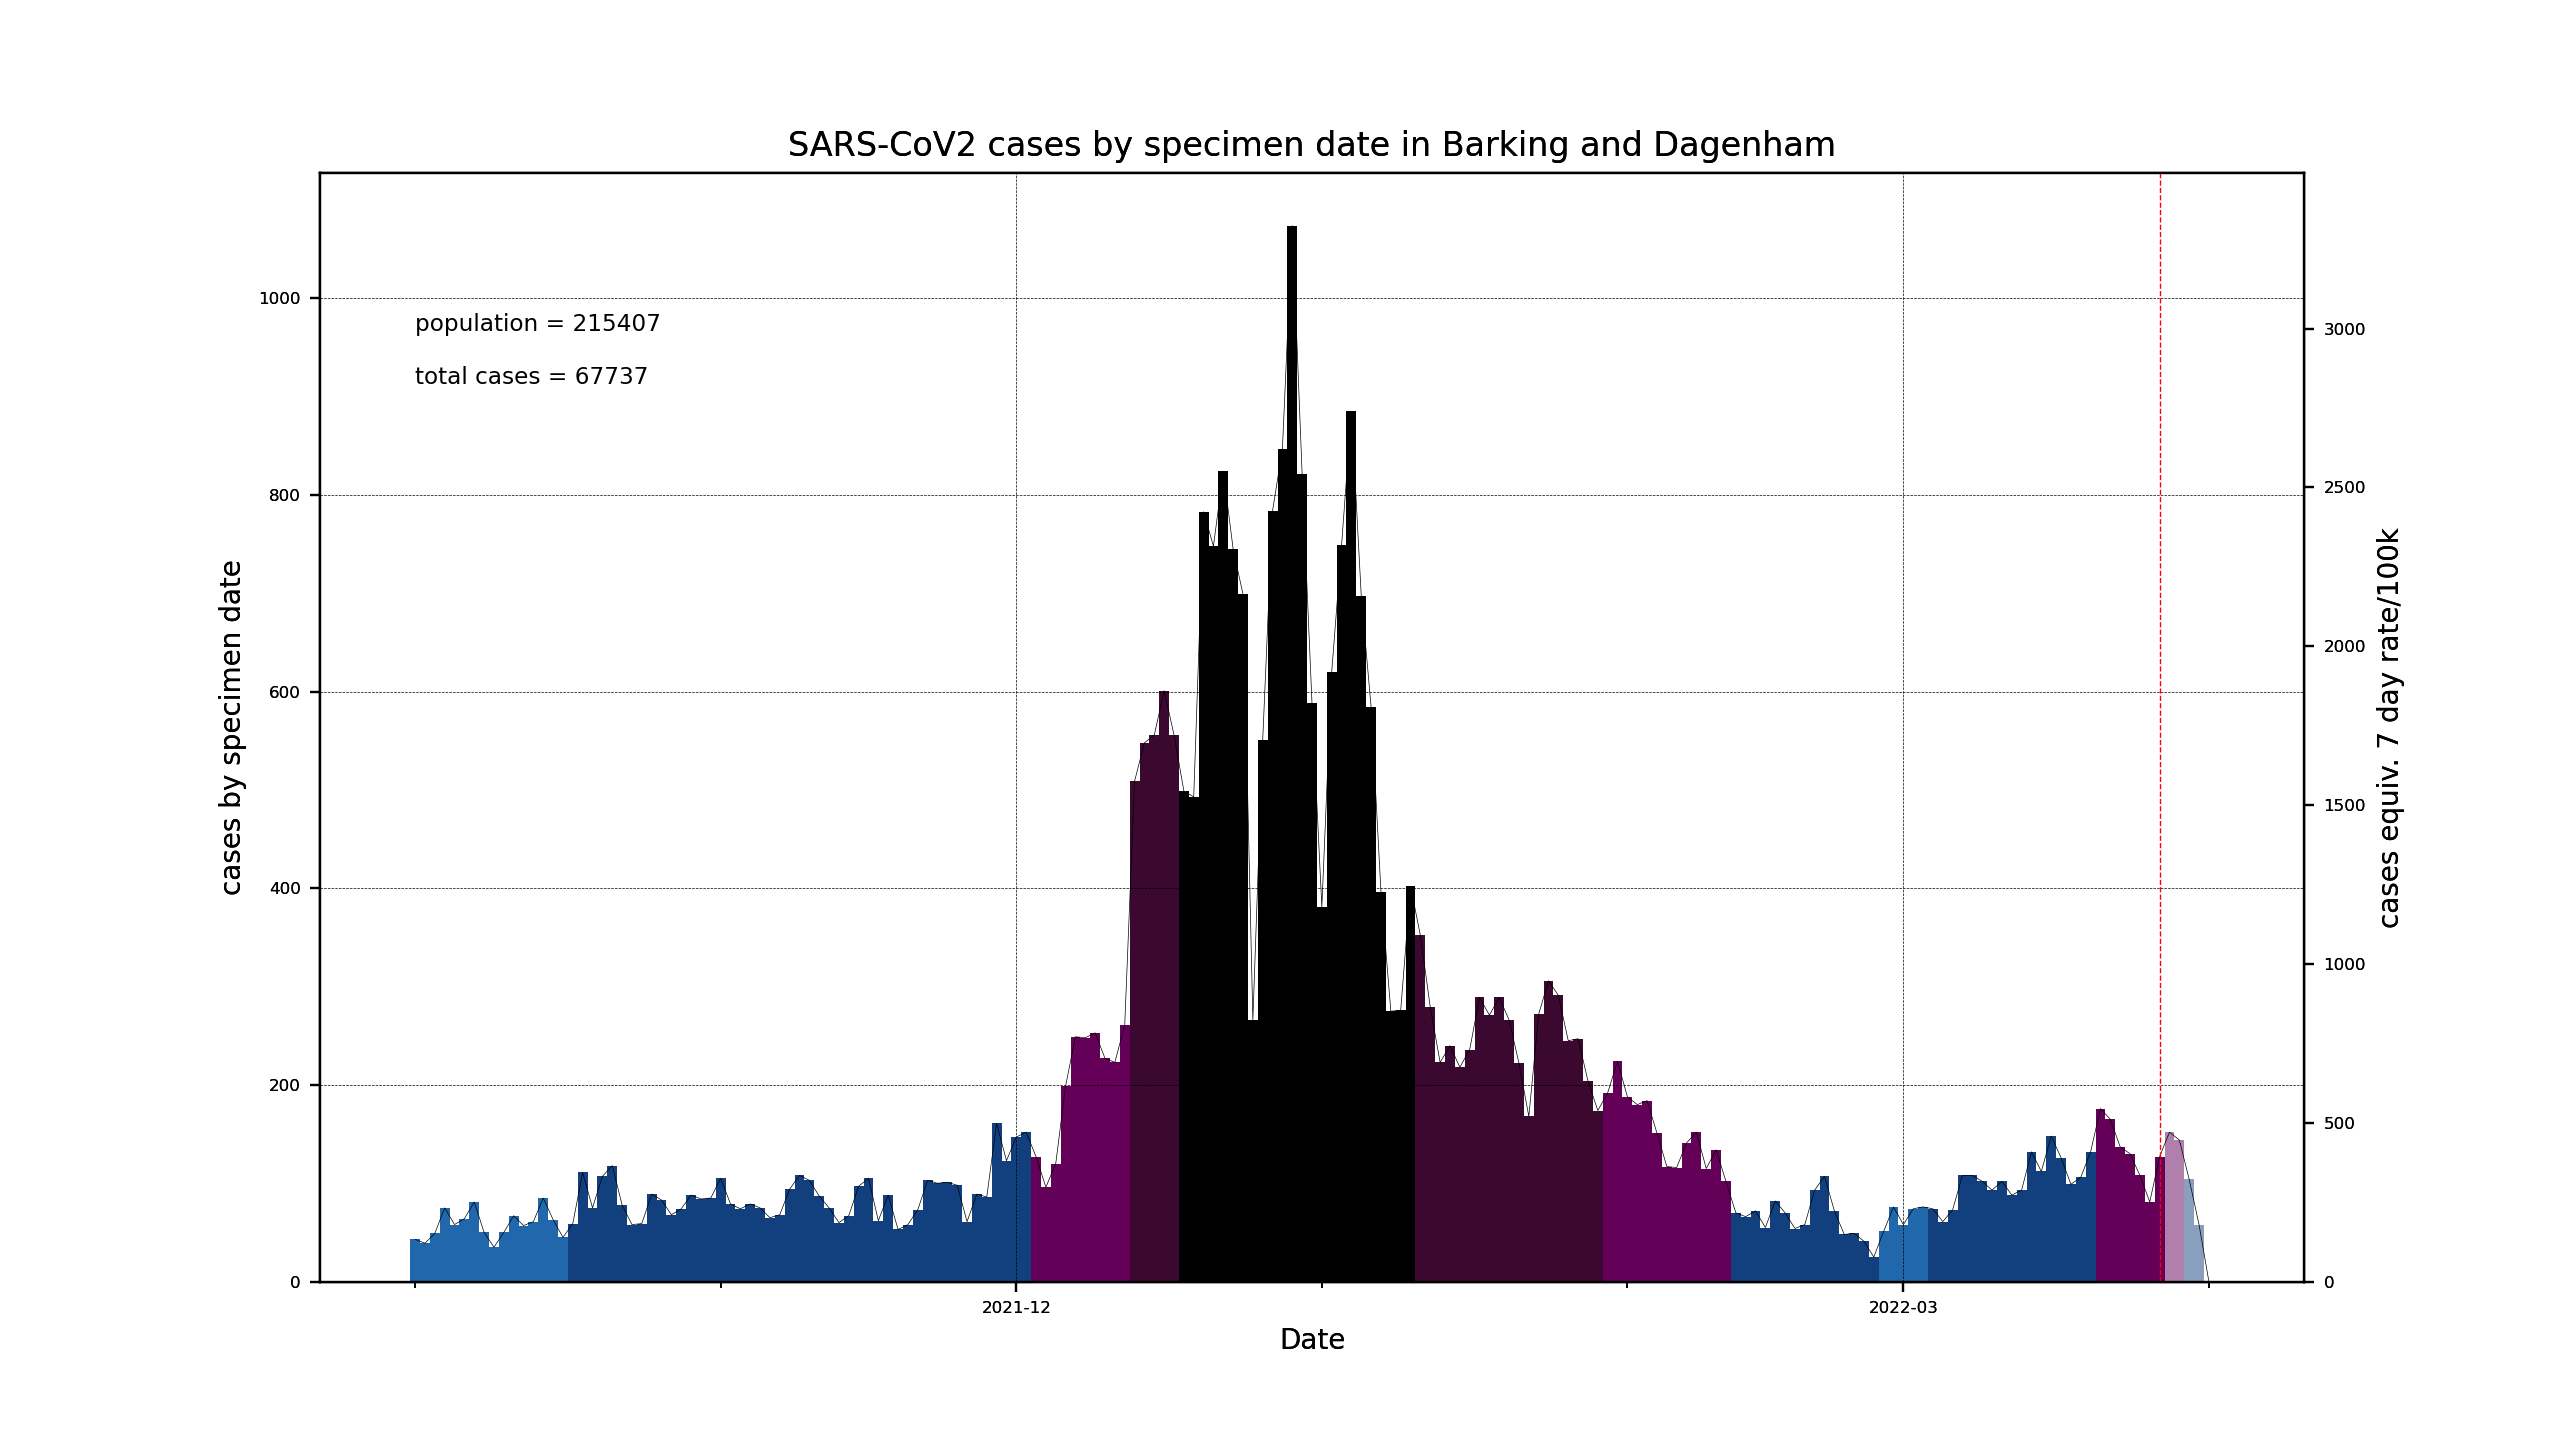 SARS-CoV2 cases by specimen date in Barking and Dagenham
population = 215407
total cases = 67737
cases by specimen date
1000
800
600
400
200
0
cases equiv. 7 day rate/100k
3000
2500
2000
1500
1000
500
0
2021-12
2022-03
Date